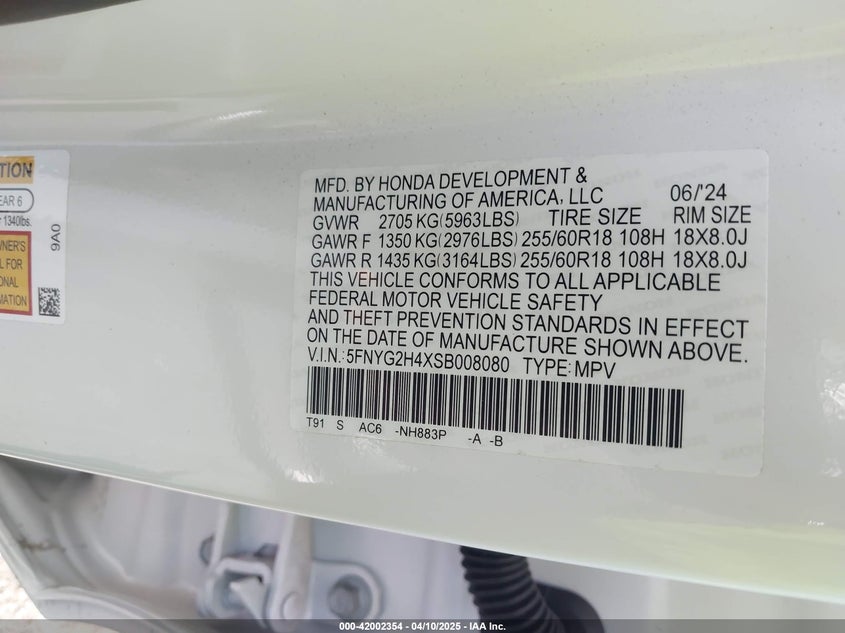 TION
EAR 6
r 1340lbs.
WNER'S
L FOR
ONAL
MATION
9A0
MFD. BY HONDA DEVELOPMENT &
MANUFACTURING OF AMERICA, LLC 06/'24
GVWR 2705 KG(5963LBS) TIRE SIZE RIM SIZE
GAWR F 1350 KG(2976LBS) 255/60R18 108H 18X8.0J
GAWR R 1435 KG(3164LBS) 255/60R18 108H 18X8.0J
THIS VEHICLE CONFORMS TO ALL APPLICABLE
FEDERAL MOTOR VEHICLE SAFETY
AND THEFT PREVENTION STANDARDS IN EFFECT
ON THE DATE OF MANUFACTURE SHOWN ABOVE.
V.I.N.:5FNYG2H4XSB008080 TYPE:MPV
T91 S AC6 -NH883P -A -B
000-42002354 | 04/10/2025 - IAA Inc.